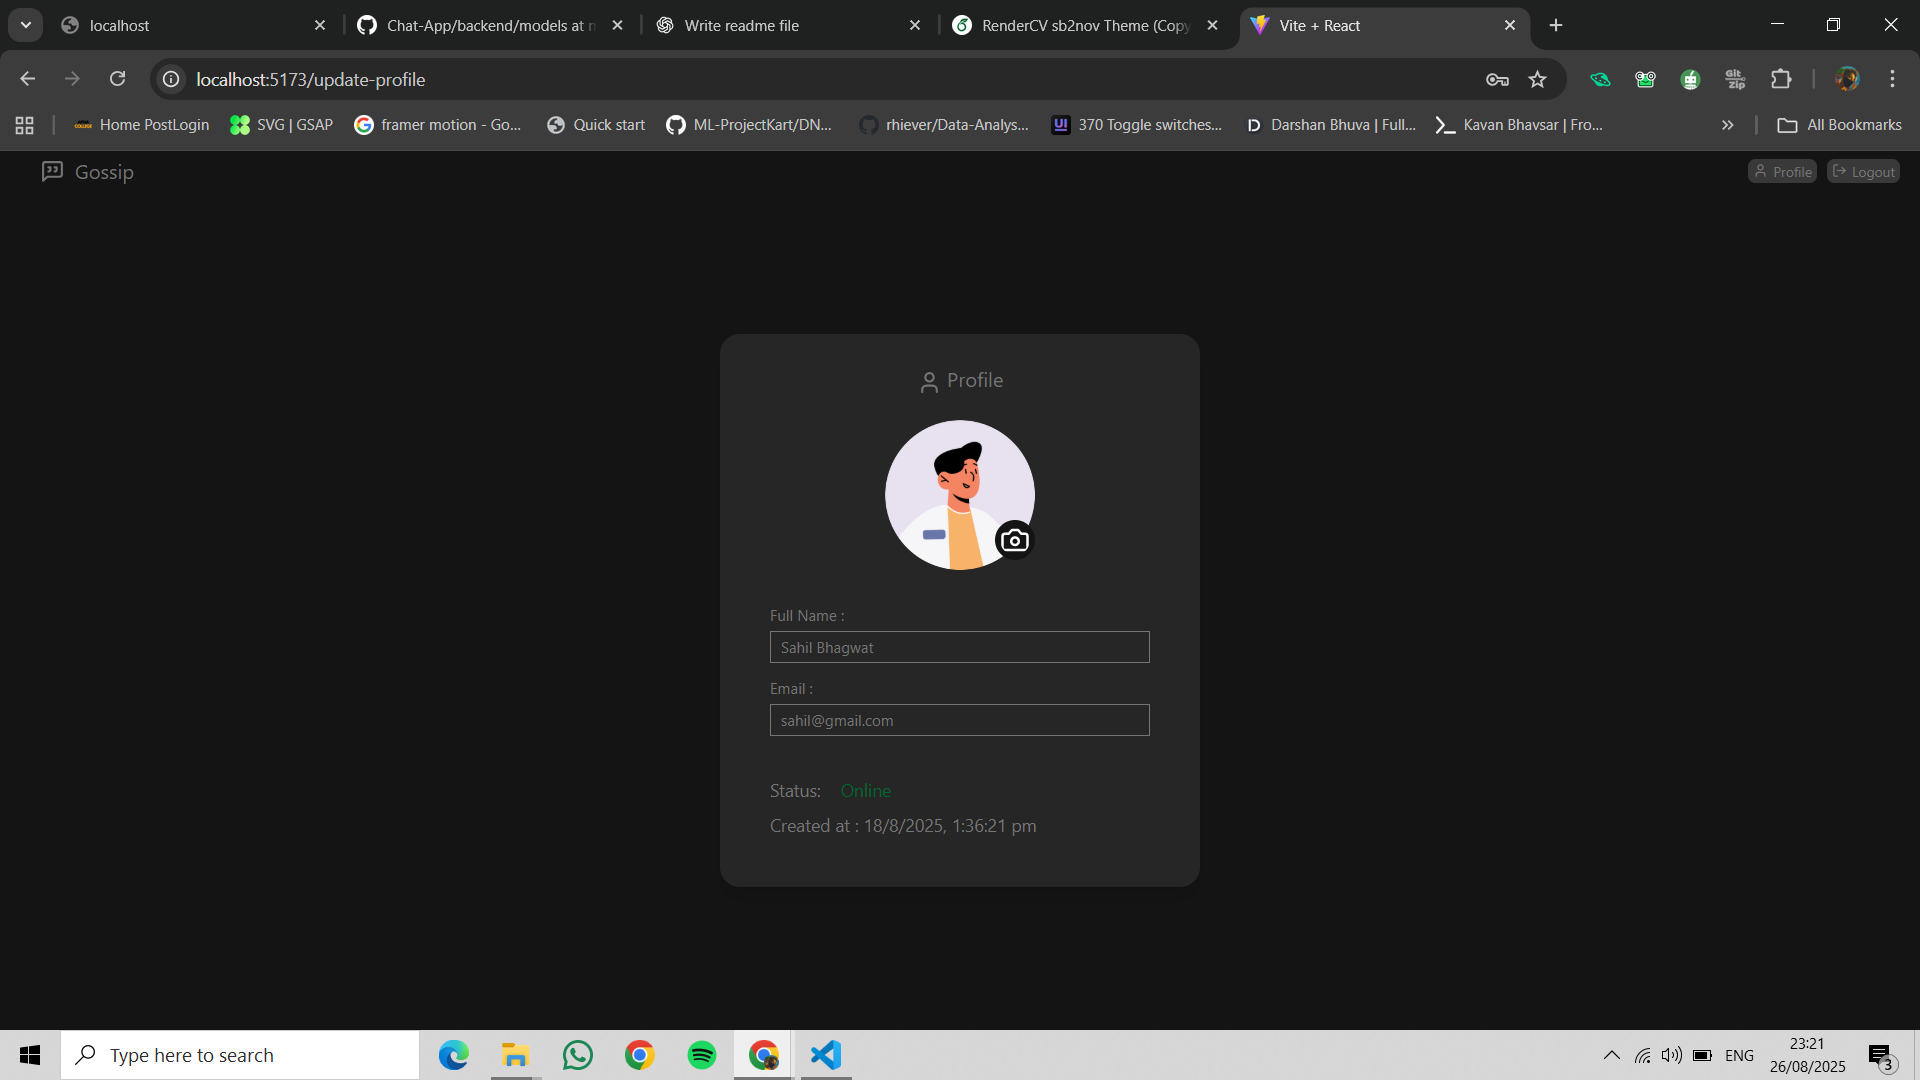 localhost
Chat-App/backend/models at
Write readme file
RenderCV sb2nov Theme (Copy
Vite + React
localhost:5173/update-profile
Git
Zip
Home PostLogin
SVG | GSAP
framer motion - Go...
Quick start
ML-ProjectKart/DN...
rhiever/Data-Analys...
UI
370 Toggle switches...
D
Darshan Bhuva | Full...
Kavan Bhavsar | Fro...
All Bookmarks
Gossip
Profile
Logout
Profile
Full Name :
Sahil Bhagwat
Email :
sahil@gmail.com
Status: Online
Created at : 18/8/2025, 1:36:21 pm
Type here to search
ENG
23:21
26/08/2025
3